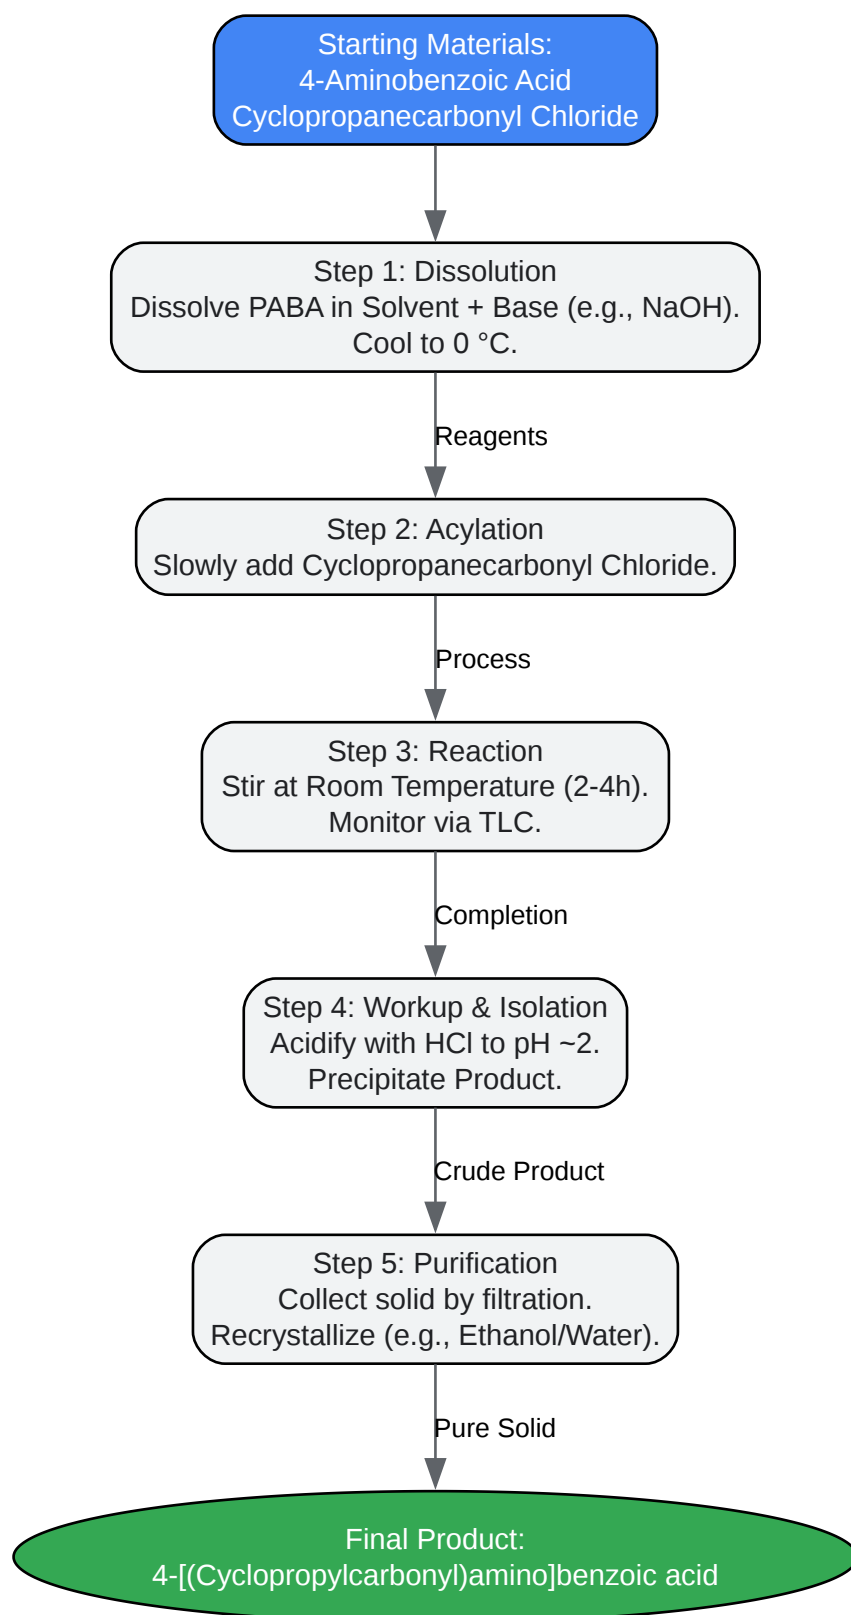 Starting Materials:
4-Aminobenzoic Acid
Cyclopropanecarbonyl Chloride
Step 1: Dissolution
Dissolve PABA in Solvent + Base (e.g., NaOH).
Cool to 0 °C.
Reagents
Step 2: Acylation
Slowly add Cyclopropanecarbonyl Chloride.
Process
Step 3: Reaction
Stir at Room Temperature (2-4h).
Monitor via TLC.
Completion
Step 4: Workup & Isolation
Acidify with HCl to pH ~2.
Precipitate Product.
Crude Product
Step 5: Purification
Collect solid by filtration.
Recrystallize (e.g., Ethanol/Water).
Pure Solid
Final Product:
4-[(Cyclopropylcarbonyl)amino]benzoic acid